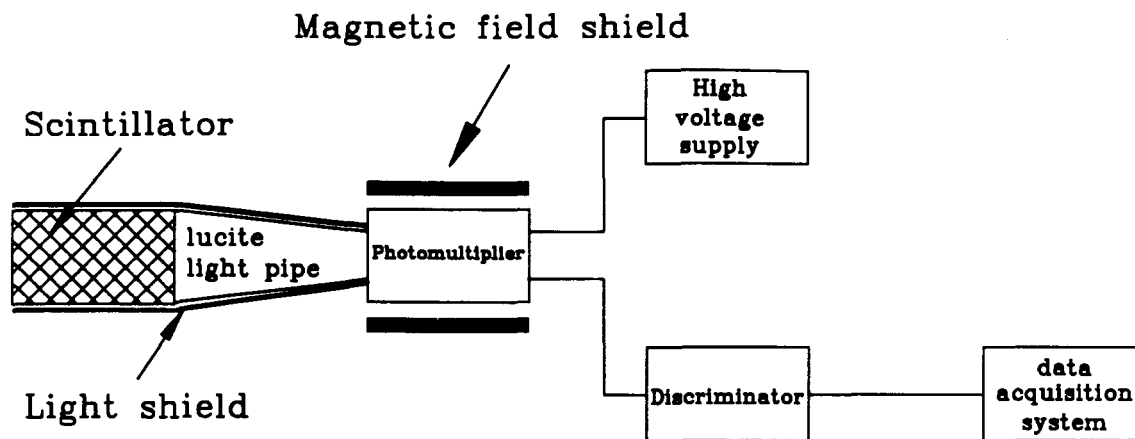 Magnetic field shield
High
voltage
supply
Scintillator
lucite
light pipe
Photomultiplier
Light shield
Discriminator
data
acquisition
system